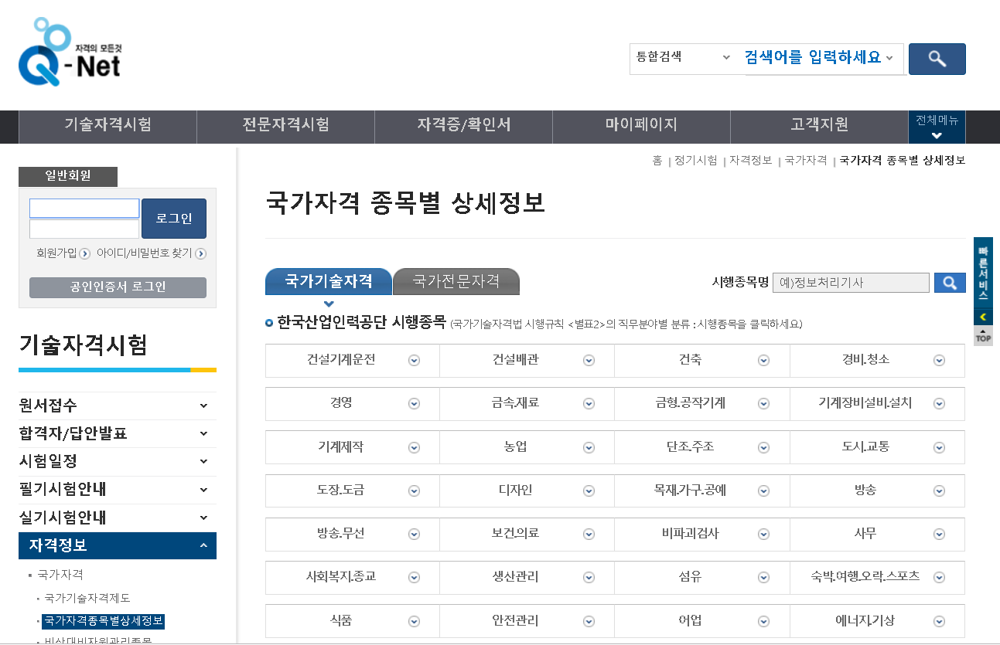 자격의 모든것
Q-Net
통합검색 검색어를 입력하세요
기술자격시험 전문자격시험 자격증/확인서 마이페이지 고객지원 전체메뉴
홈 | 정기시험 | 자격정보 | 국가자격 | 국가자격 종목별 상세정보
일반회원
로그인
회원가입 아이디/비밀번호 찾기
공인인증서 로그인
기술자격시험
원서접수
합격자/답안발표
시험일정
필기시험안내
실기시험안내
자격정보
국가자격
국가기술자격제도
국가자격종목별상세정보
비상대비자원관리종목
국가자격 종목별 상세정보
국가기술자격 국가전문자격 시행종목명 예)정보처리기사
한국산업인력공단 시행종목 (국가기술자격법 시행규칙 <별표2>의 직무분야별 분류 : 시행종목을 클릭하세요)
건설기계운전 건설배관 건축 경비.청소
경영 금속.재료 금형.공작기계 기계장비설비.설치
기계제작 농업 단조.주조 도시.교통
도장.도금 디자인 목재.가구.공예 방송
방송.무선 보건.의료 비파괴검사 사무
사회복지.종교 생산관리 섬유 숙박.여행.오락.스포츠
식품 안전관리 어업 에너지.기상
빠른서비스
TOP